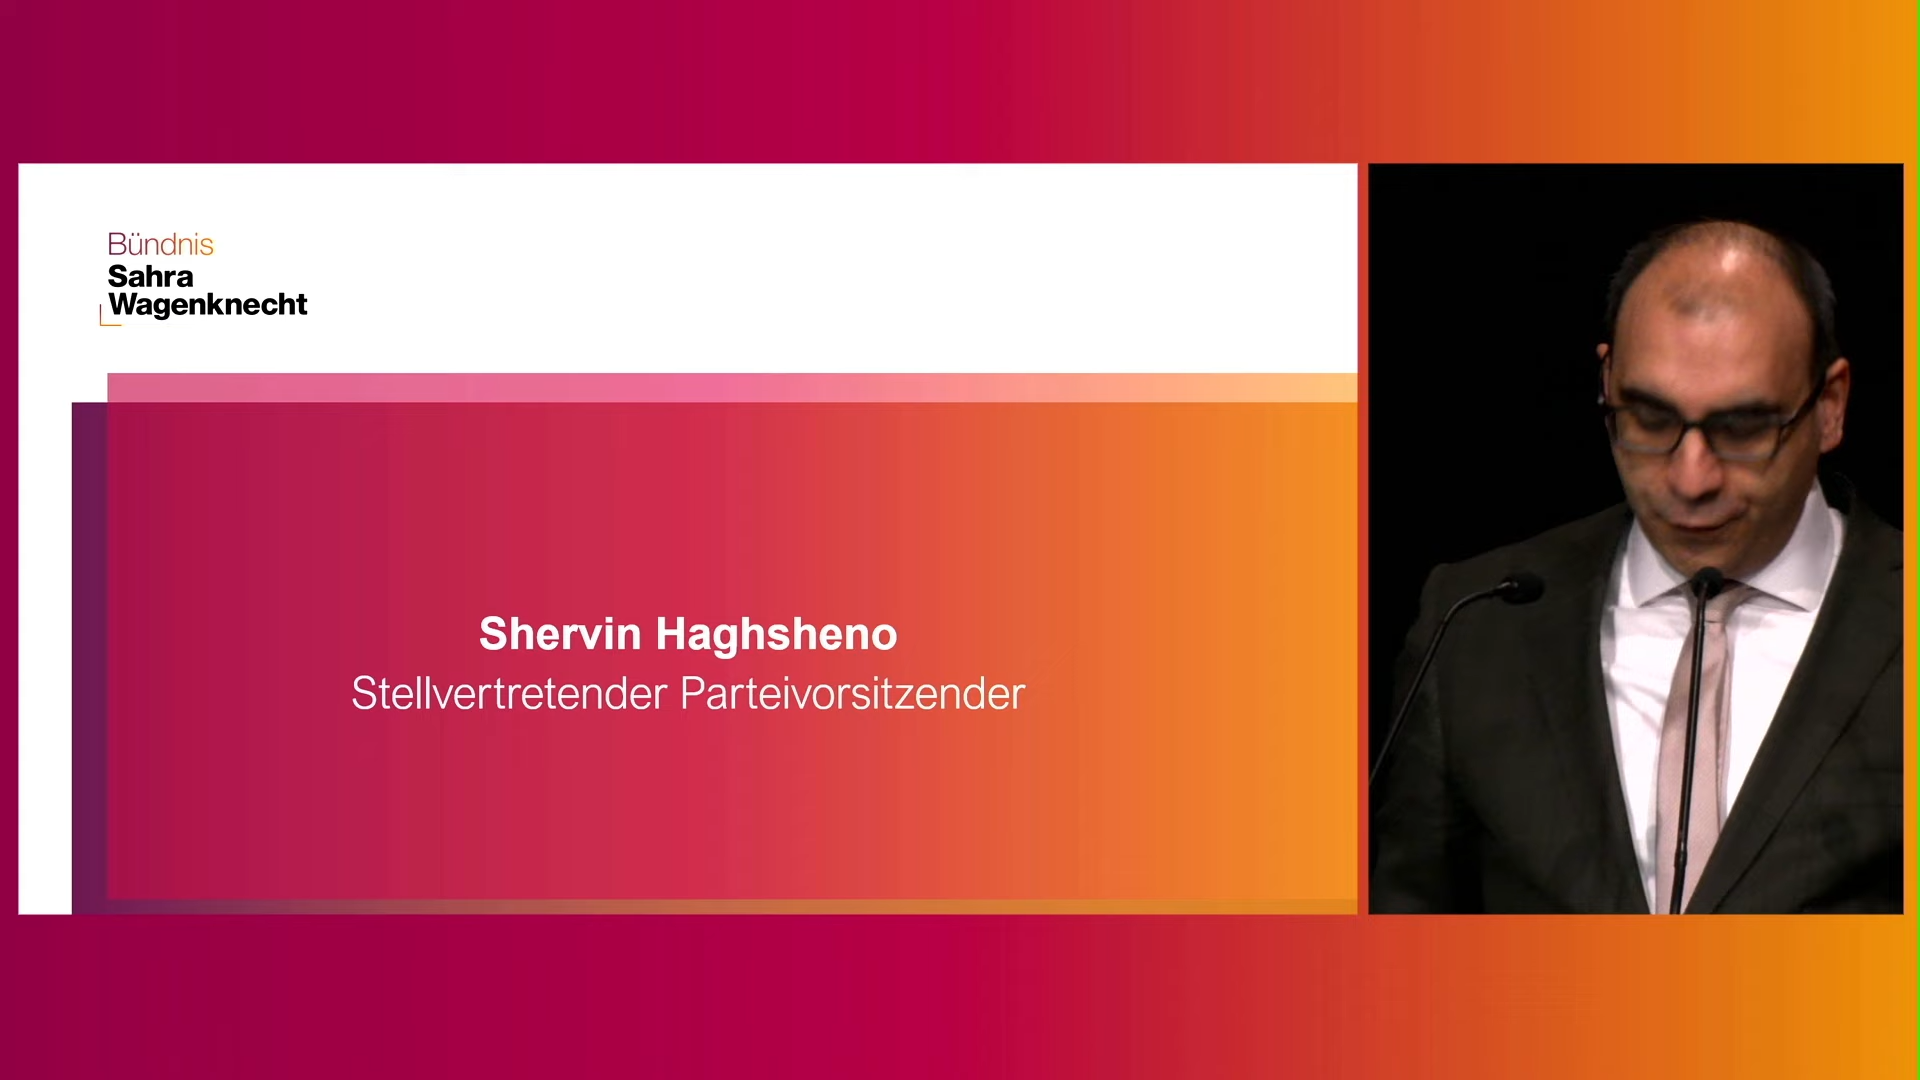 Bündnis
Sahra
Wagenknecht
Shervin Haghsheno
Stellvertretender Parteivorsitzender